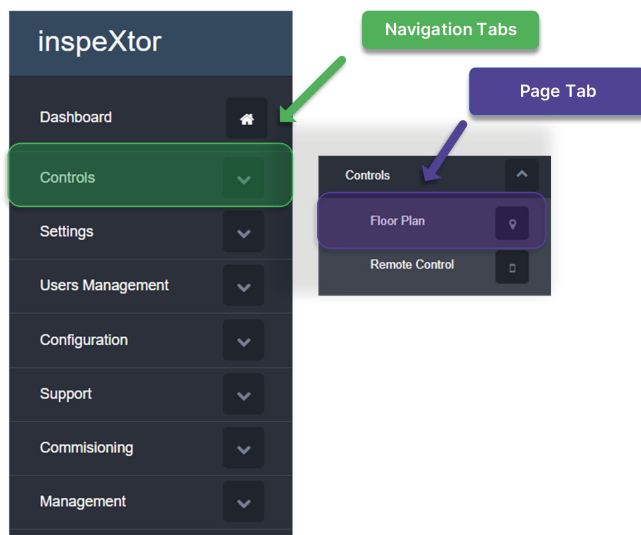 inspeXtor
Navigation Tabs
Page Tab
Dashboard
Controls
Settings
Users Management
Configuration
Support
Commisioning
Management
Controls
Floor Plan
Remote Control